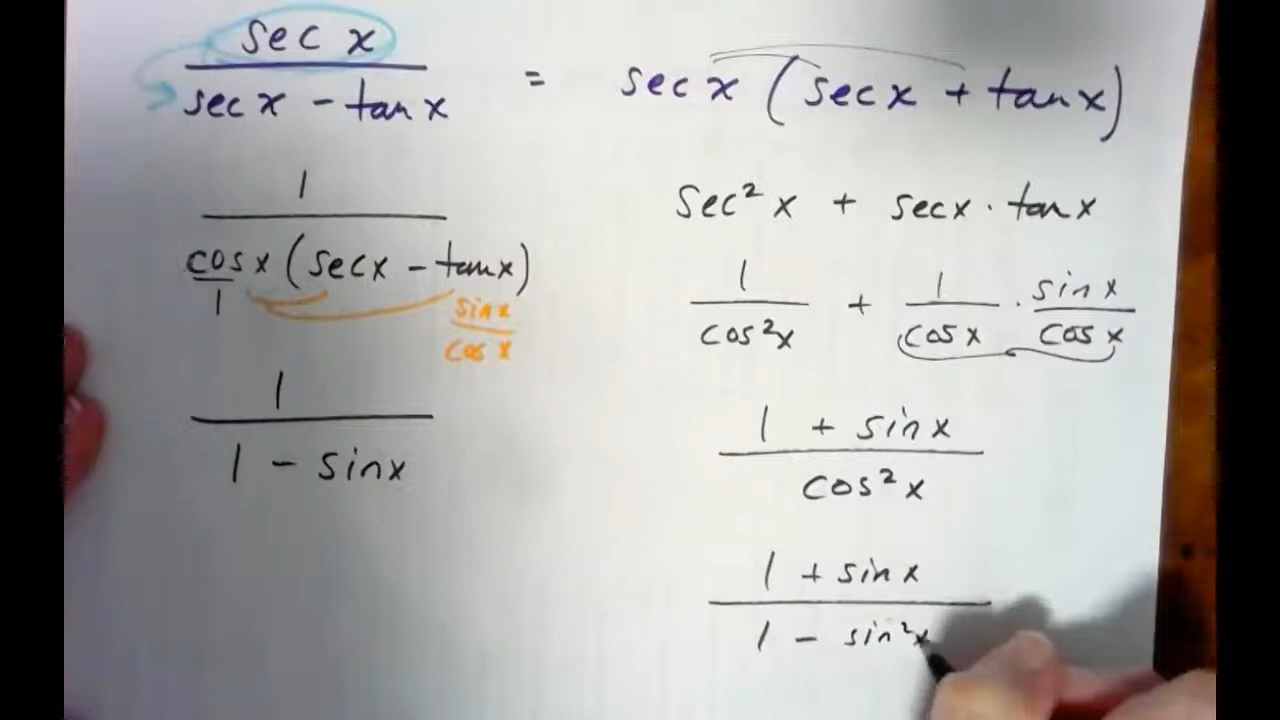 sec x / sec x - tan x = sec x (sec x + tan x)
1 / cos x (sec x - tan x)
1
sin x / cos x
1 / 1 - sin x
sec² x + sec x · tan x
1 / cos² x + 1 / cos x · sin x / cos x
1 + sin x / cos² x
1 + sin x / 1 - sin² x